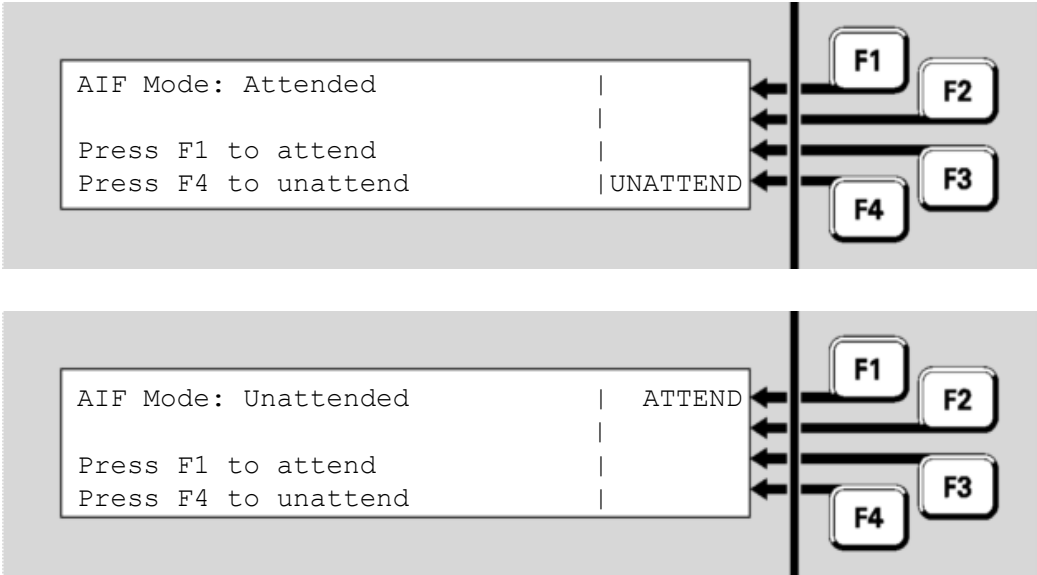 AIF Mode: Attended |
|
Press F1 to attend |
Press F4 to unattend |UNATTEND
F1
F2
F3
F4
AIF Mode: Unattended | ATTEND
|
Press F1 to attend |
Press F4 to unattend |
F1
F2
F3
F4